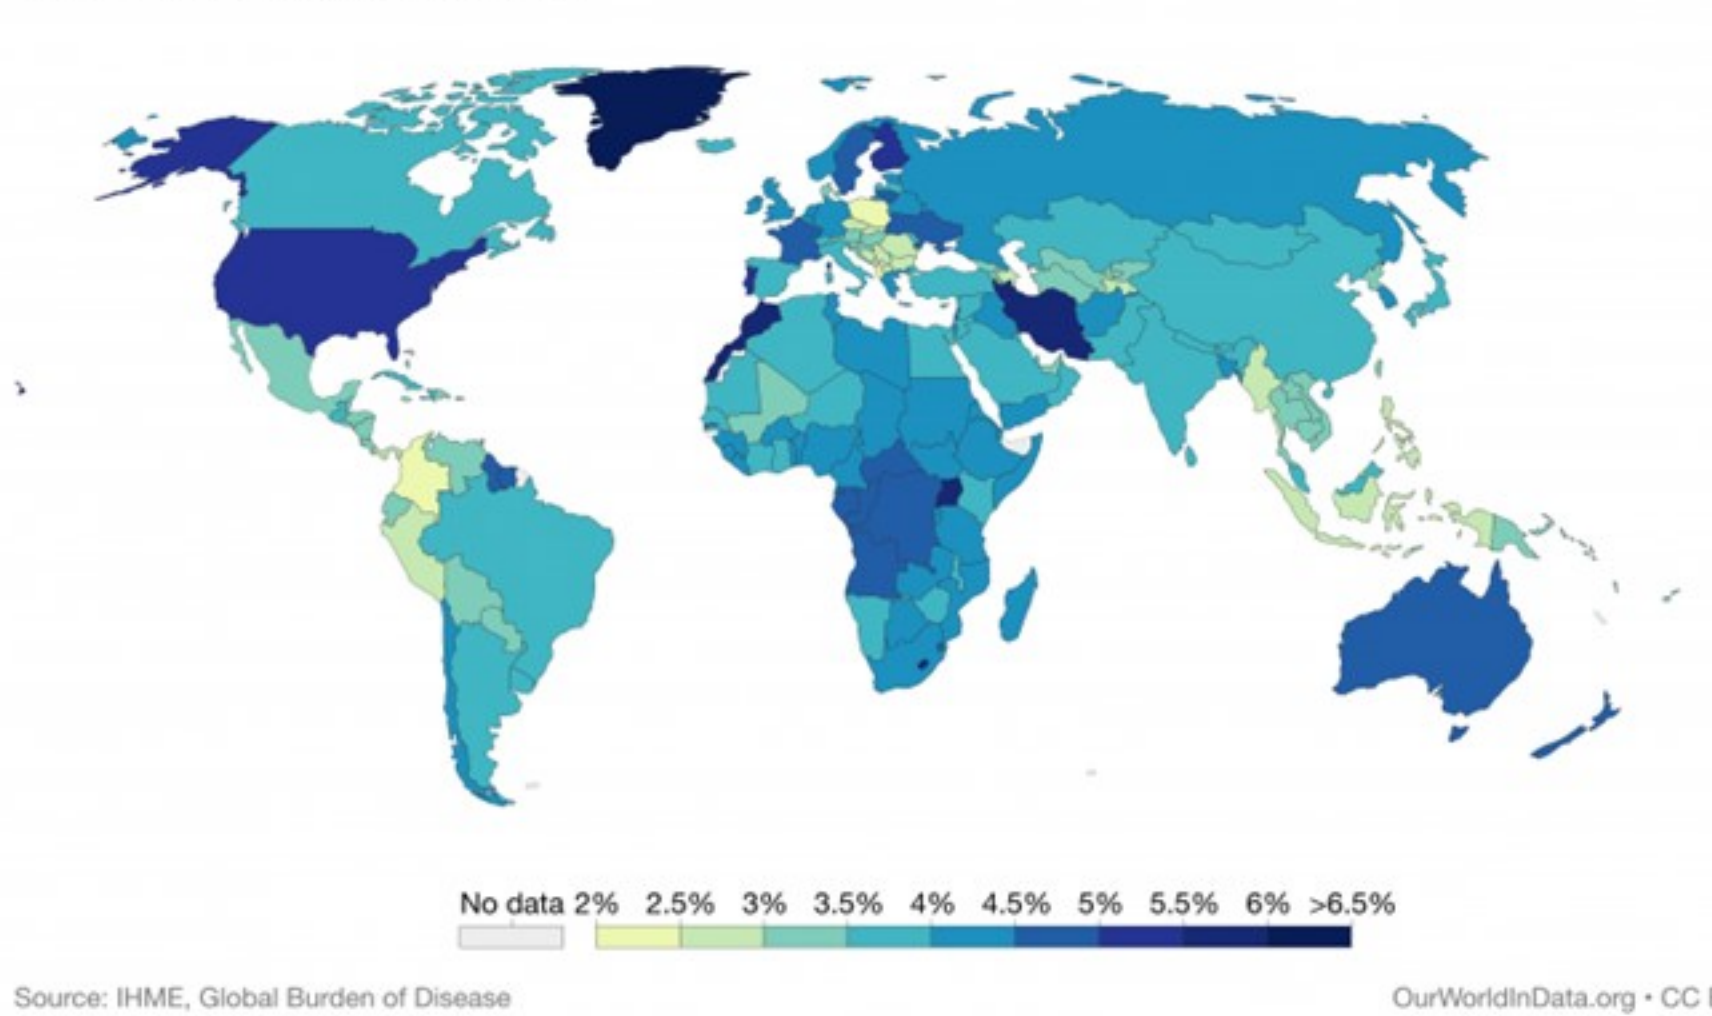 No data 2% 2.5% 3% 3.5% 4% 4.5% 5% 5.5% 6% >6.5%
Source: IHME, Global Burden of Disease
OurWorldInData.org • CC